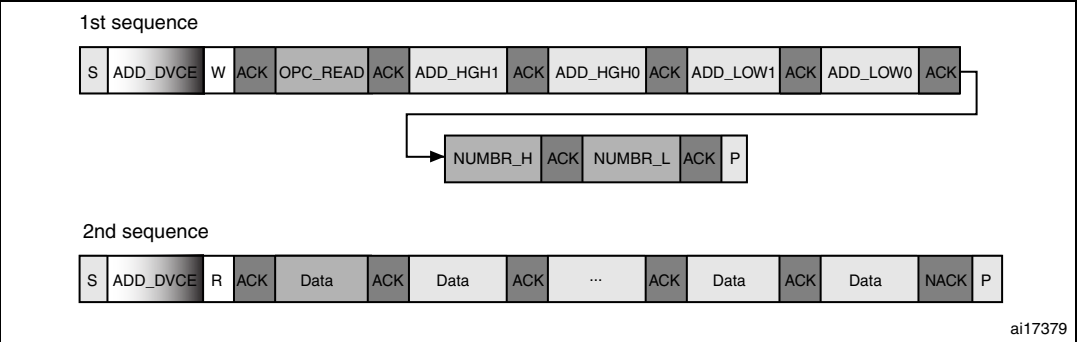 1st sequence
S ADD_DVCE W ACK OPC_READ ACK ADD_HGH1 ACK ADD_HGH0 ACK ADD_LOW1 ACK ADD_LOW0 ACK
NUMBR_H ACK NUMBR_L ACK P
2nd sequence
S ADD_DVCE R ACK Data ACK Data ACK ... ACK Data ACK Data NACK P
ai17379